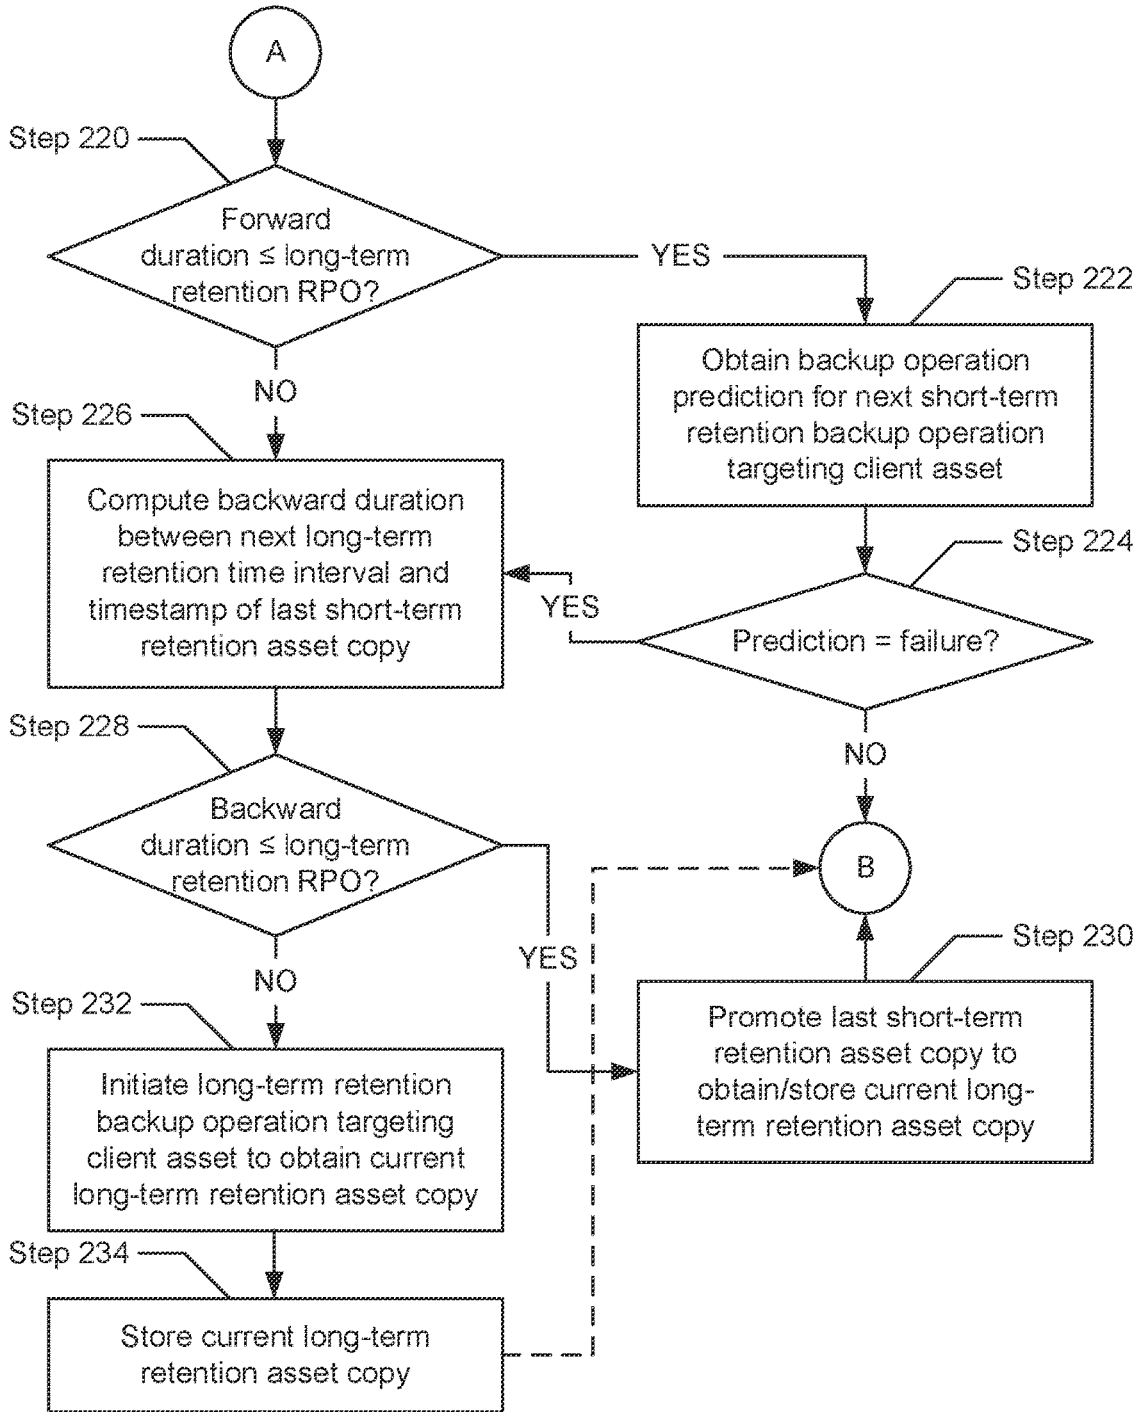 A
Step 220
Forward
duration ≤ long-term
retention RPO?
YES
Step 222
Obtain backup operation
prediction for next short-term
retention backup operation
targeting client asset
NO
Step 226
Compute backward duration
between next long-term
retention time interval and
timestamp of last short-term
retention asset copy
Step 224
Prediction = failure?
YES
NO
B
Step 228
Backward
duration ≤ long-term
retention RPO?
YES
NO
Step 230
Promote last short-term
retention asset copy to
obtain/store current long-
term retention asset copy
Step 232
Initiate long-term retention
backup operation targeting
client asset to obtain current
long-term retention asset copy
Step 234
Store current long-term
retention asset copy